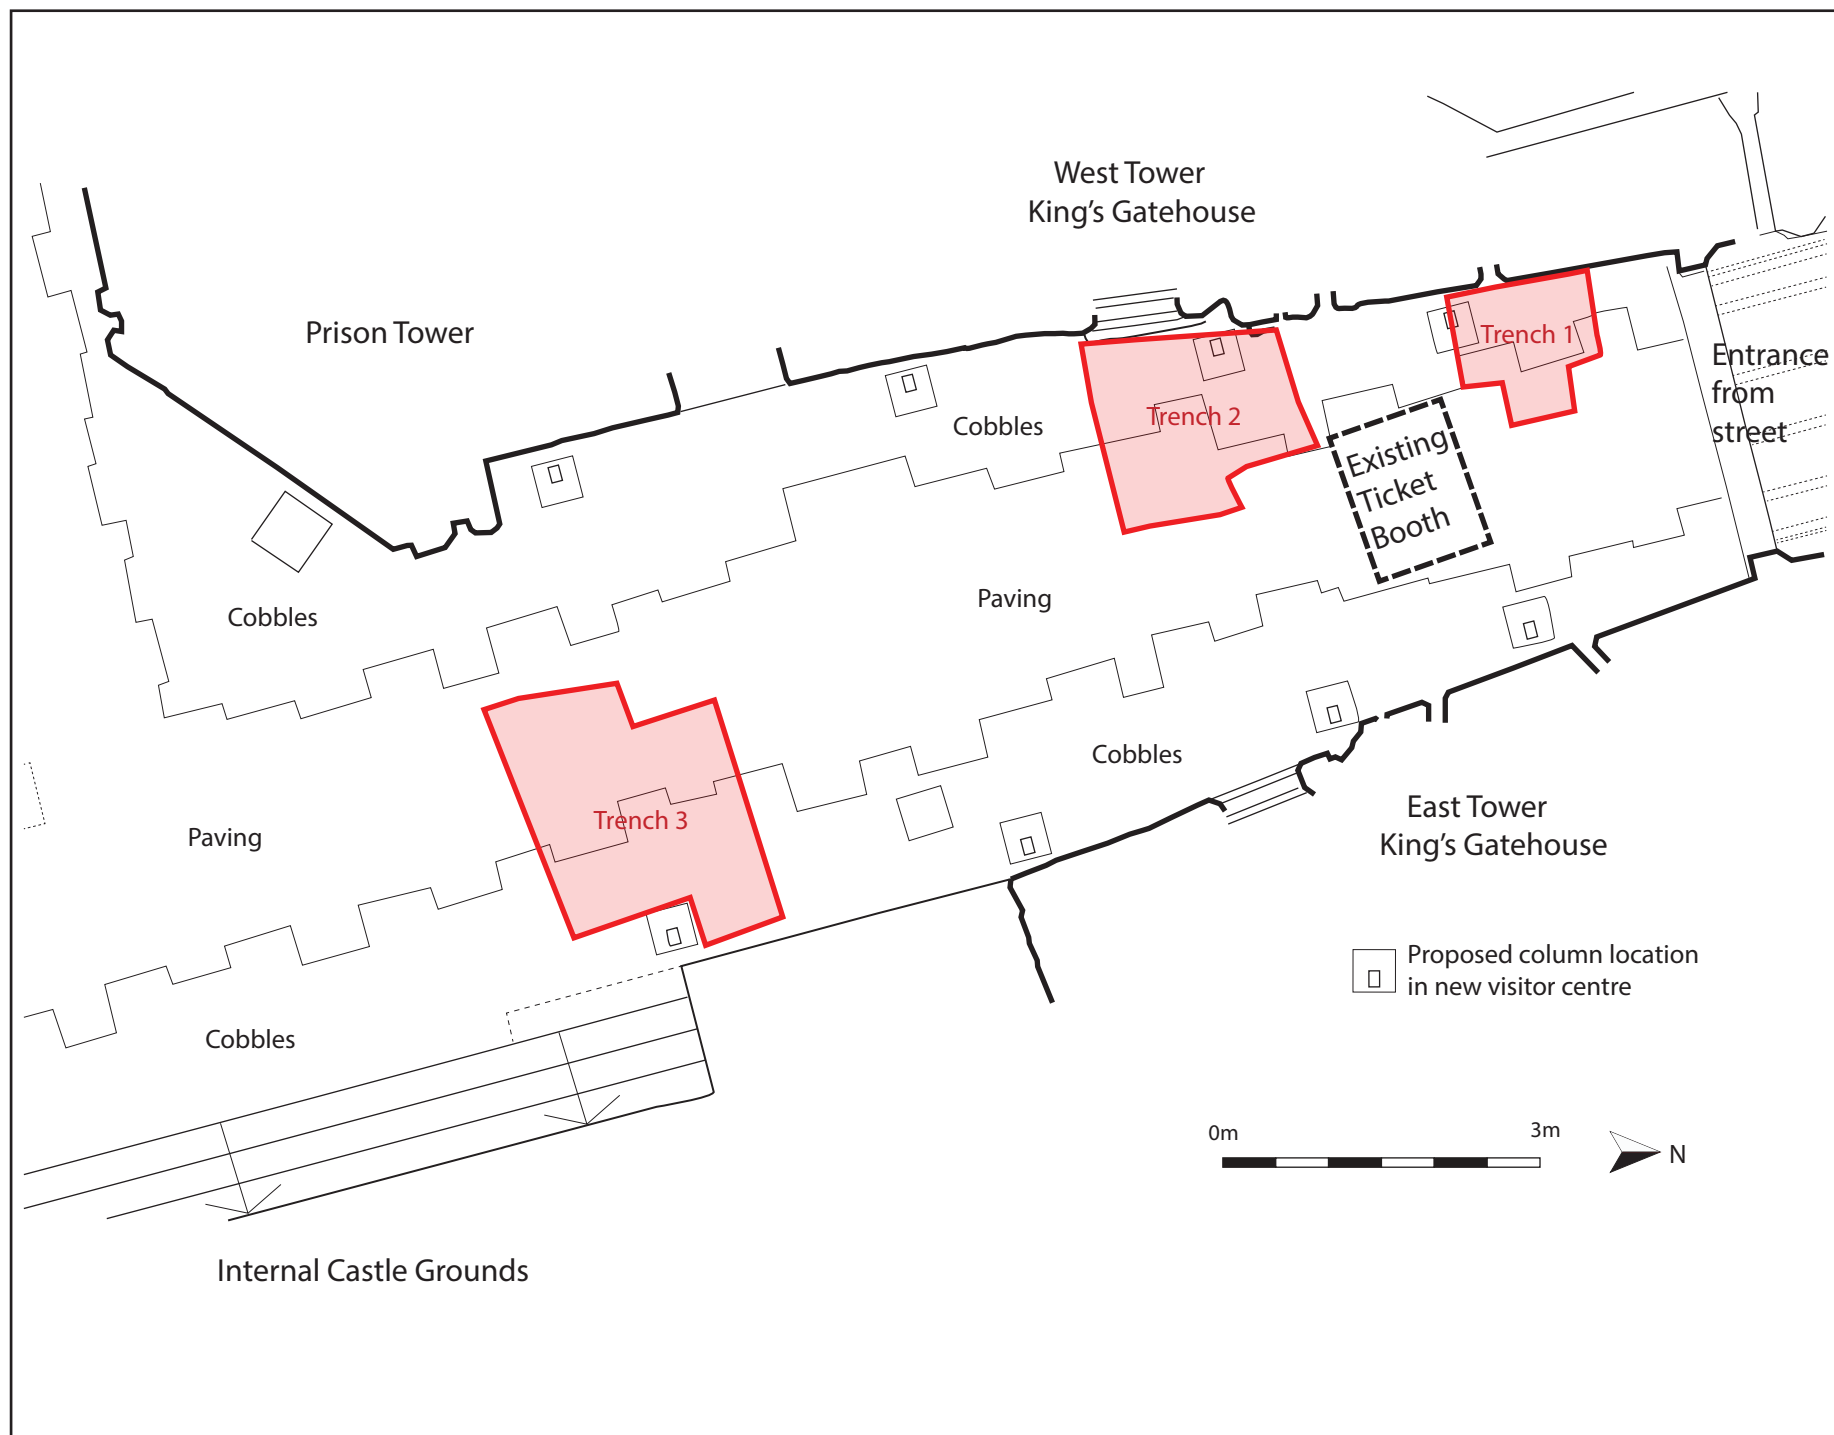 West Tower
King's Gatehouse
Prison Tower
Trench 1
Entrance
from
street
Trench 2
Cobbles
Existing
Ticket
Booth
Paving
Cobbles
Cobbles
East Tower
King's Gatehouse
Trench 3
Paving
Proposed column location
in new visitor centre
Cobbles
0m
3m
N
Internal Castle Grounds